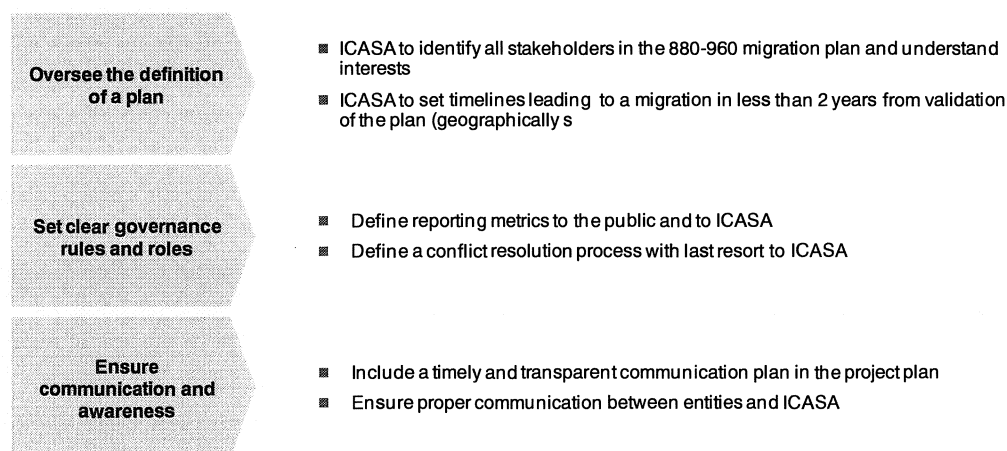 Oversee the definition
of a plan
ICASA to identify all stakeholders in the 880-960 migration plan and understand
interests
ICASA to set timelines leading to a migration in less than 2 years from validation
of the plan (geographically s
Set clear governance
rules and roles
Define reporting metrics to the public and to ICASA
Define a conflict resolution process with last resort to ICASA
Ensure
communication and
awareness
Include a timely and transparent communication plan in the project plan
Ensure proper communication between entities and ICASA